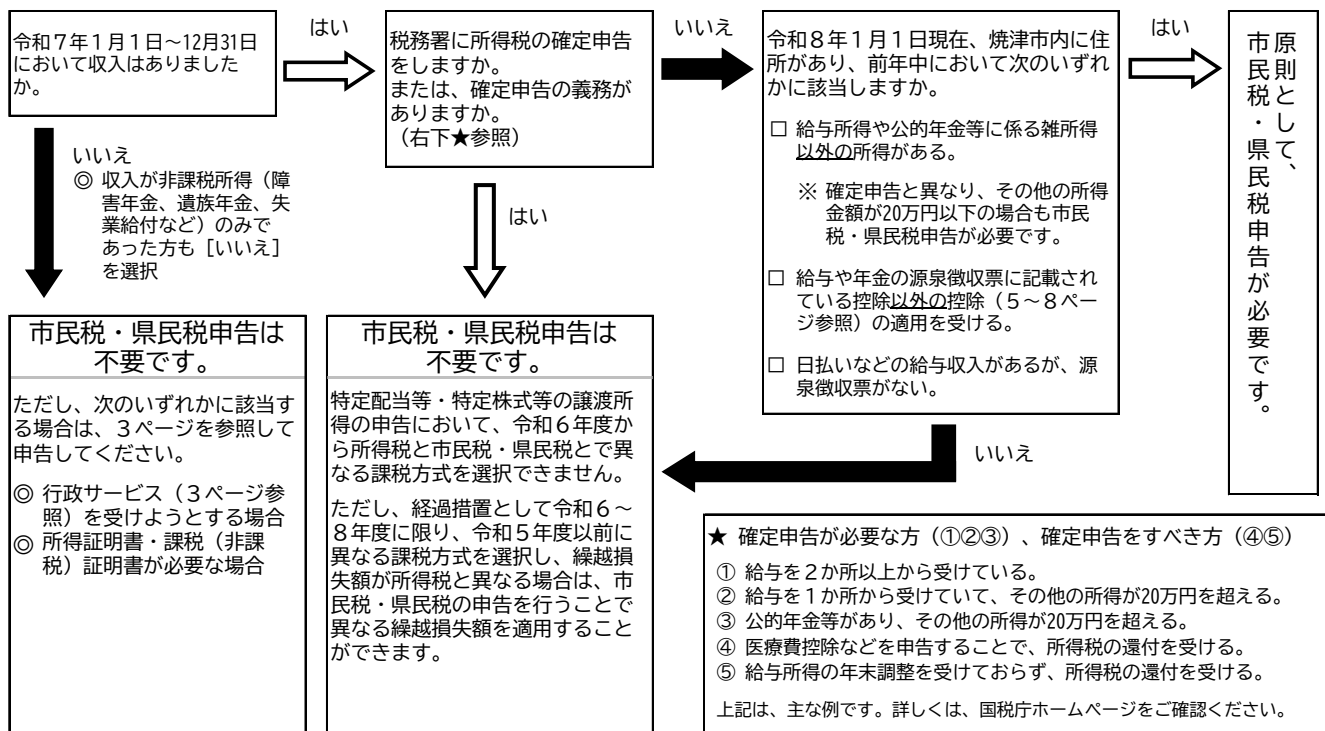 令和７年１月１日～12月31日
において収入はありました
か。
はい
税務署に所得税の確定申告
をしますか。
または、確定申告の義務が
ありますか。
（右下★参照）
いいえ
令和８年１月１日現在、焼津市内に住
所があり、前年中において次のいずれ
かに該当しますか。
□ 給与所得や公的年金等に係る雑所得
以外の所得がある。
※ 確定申告と異なり、その他の所得
金額が20万円以下の場合も市民
税・県民税申告が必要です。
□ 給与や年金の源泉徴収票に記載され
ている控除以外の控除（５～８ペー
ジ参照）の適用を受ける。
□ 日払いなどの給与収入があるが、源
泉徴収票がない。
はい
原則として、
市民税・県民税申告が必要です。
いいえ
◎ 収入が非課税所得（障
害年金、遺族年金、失
業給付など）のみで
あった方も［いいえ］
を選択
はい
市民税・県民税申告は
不要です。
ただし、次のいずれかに該当す
る場合は、３ページを参照して
申告してください。
◎ 行政サービス（３ページ参
照）を受けようとする場合
◎ 所得証明書・課税（非課
税）証明書が必要な場合
市民税・県民税申告は
不要です。
特定配当等・特定株式等の譲渡所
得の申告において、令和６年度か
ら所得税と市民税・県民税とで異
なる課税方式を選択できません。
ただし、経過措置として令和６～
８年度に限り、令和５年度以前に
異なる課税方式を選択し、繰越損
失額が所得税と異なる場合は、市
民税・県民税の申告を行うことで
異なる繰越損失額を適用すること
ができます。
いいえ
★ 確定申告が必要な方（①②③）、確定申告をすべき方（④⑤）
① 給与を２か所以上から受けている。
② 給与を１か所から受けていて、その他の所得が20万円を超える。
③ 公的年金等があり、その他の所得が20万円を超える。
④ 医療費控除などを申告することで、所得税の還付を受ける。
⑤ 給与所得の年末調整を受けておらず、所得税の還付を受ける。
上記は、主な例です。詳しくは、国税庁ホームページをご確認ください。